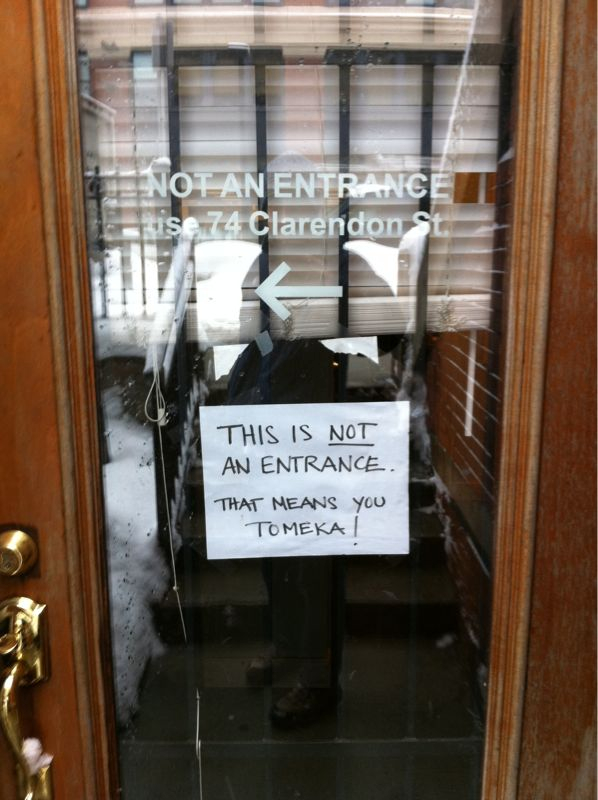 NOT AN ENTRANCE
use 74 Clarendon St.
THIS IS NOT
AN ENTRANCE.
THAT MEANS YOU
TOMEKA!